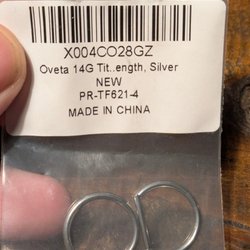 X004CO28GZ
Oveta 14G Tit..ength, Silver
NEW
PR-TF621-4
MADE IN CHINA